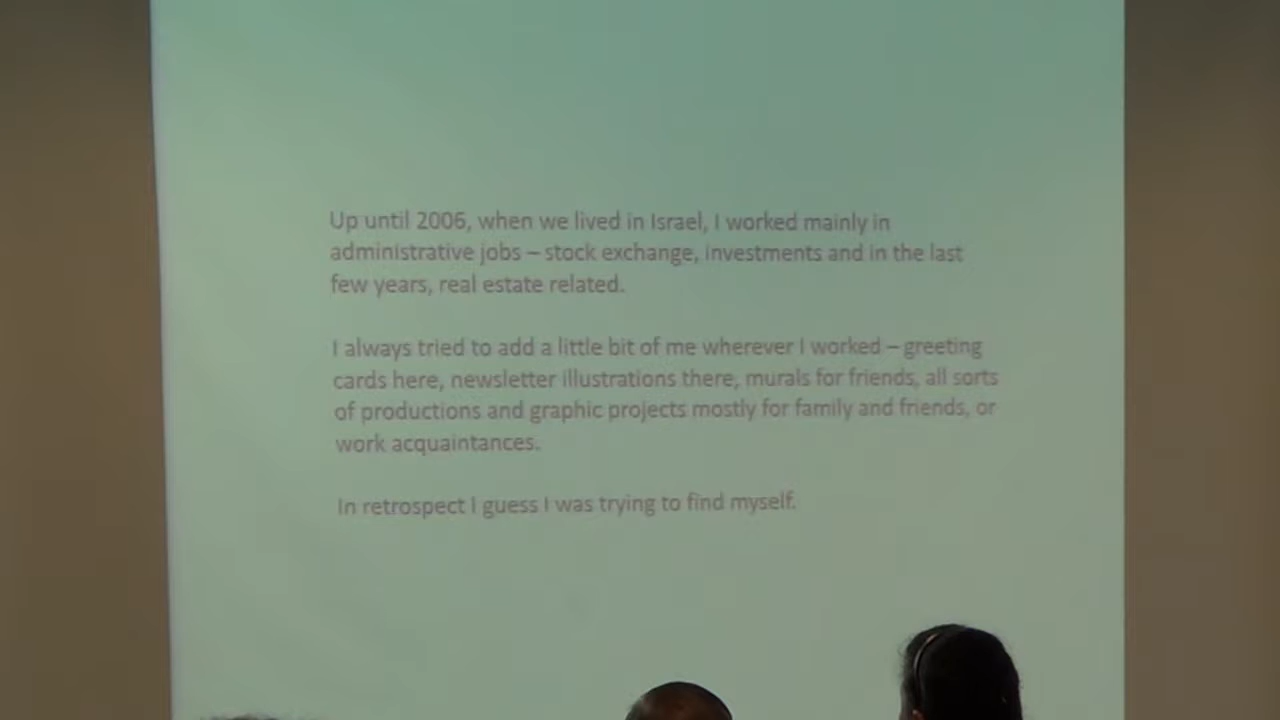 Up until 2006, when we lived in Israel, I worked mainly in
administrative jobs – stock exchange, investments and in the last
few years, real estate related.
I always tried to add a little bit of me wherever I worked – greeting
cards here, newsletter illustrations there, murals for friends, all sorts
of productions and graphic projects mostly for family and friends, or
work acquaintances.
In retrospect I guess I was trying to find myself.